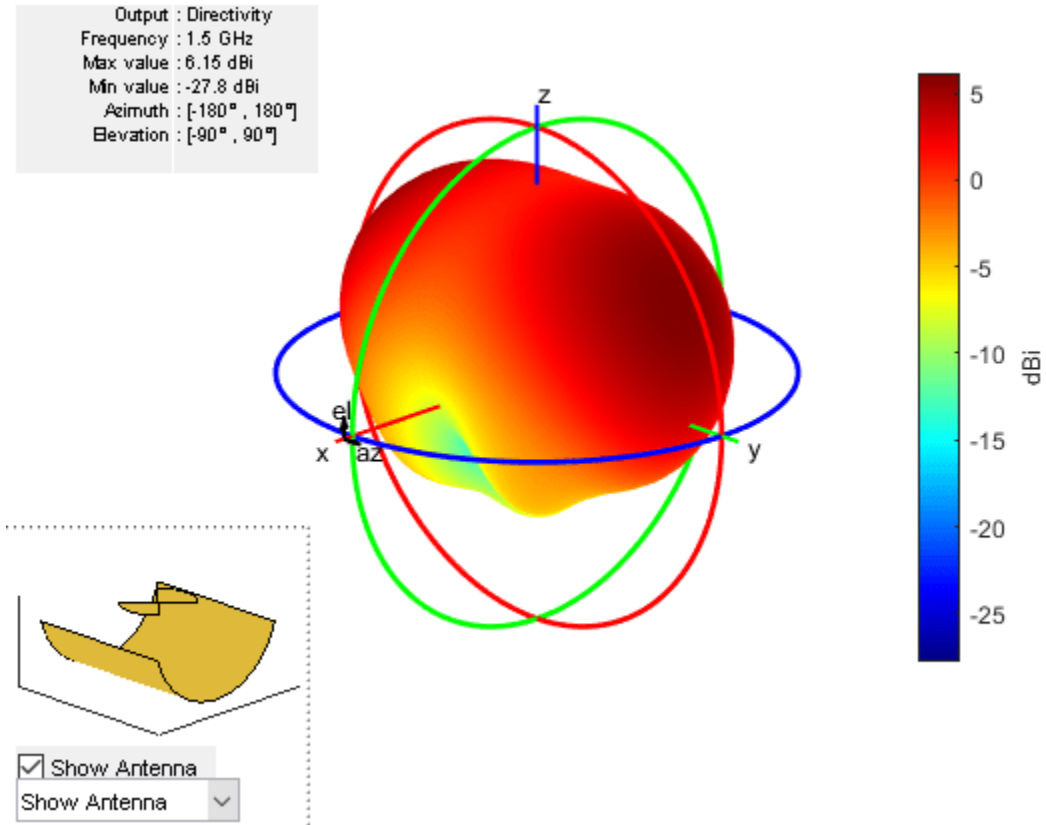 Output : Directivity
Frequency : 1.5 GHz
Max value : 6.15 dBi
Min value : -27.8 dBi
Azimuth : [-180° , 180°]
Elevation : [-90° , 90°]
z
x
el
az
y
5
0
-5
-10
-15
-20
-25
dBi
Show Antenna
Show Antenna